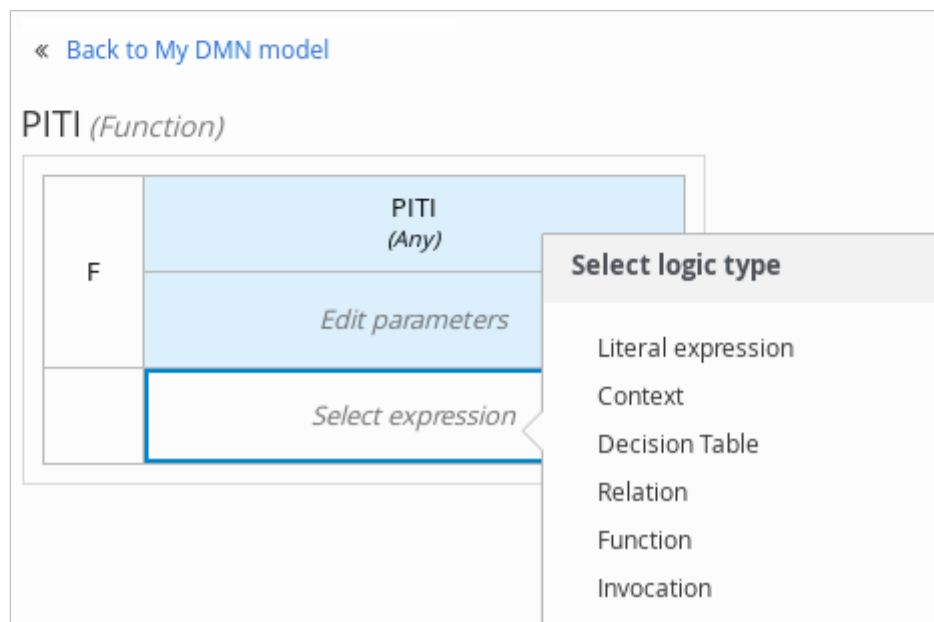 « Back to My DMN model
PITI (Function)
PITI
(Any)
F
Edit parameters
Select expression
Select logic type
Literal expression
Context
Decision Table
Relation
Function
Invocation